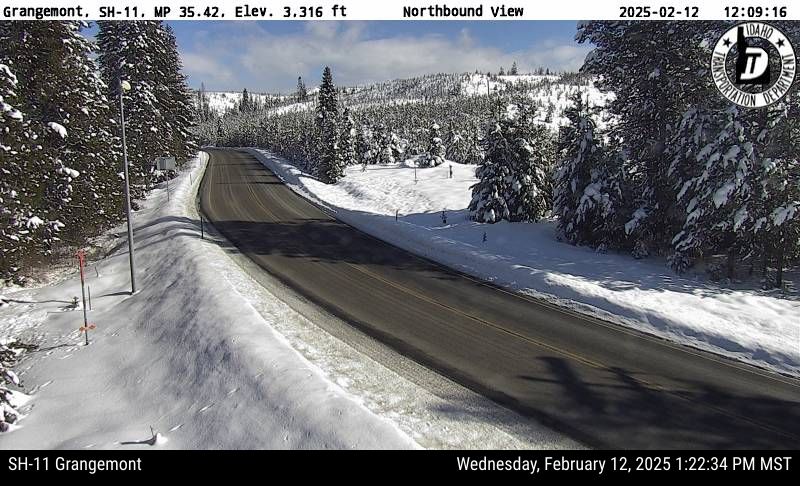 Grangemont, SH-11, MP 35.42, Elev. 3,316 ft Northbound View 2025-02-12 12:09:16
IDAHO
TRANSPORTATION DEPARTMENT
SH-11 Grangemont Wednesday, February 12, 2025 1:22:34 PM MST